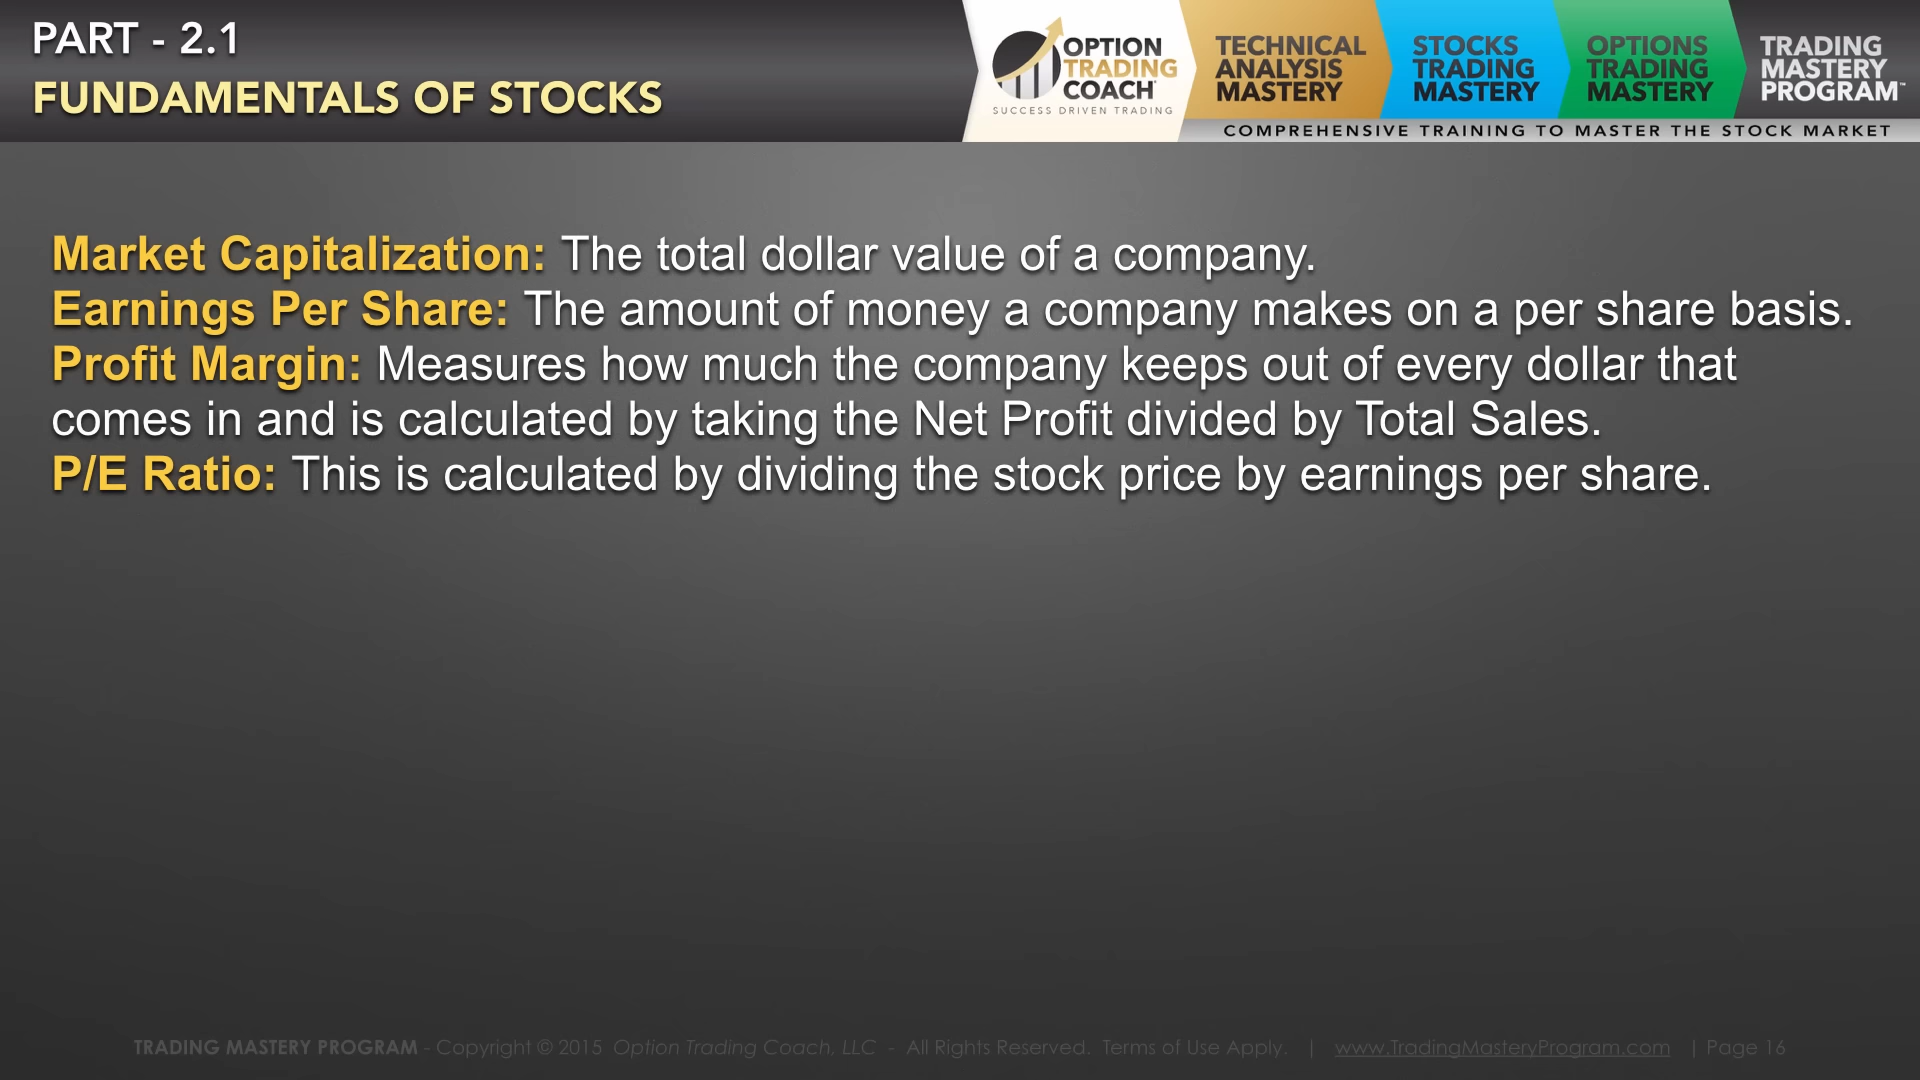 PART - 2.1
FUNDAMENTALS OF STOCKS
OPTION
TRADING
COACH
SUCCESS DRIVEN TRADING
TECHNICAL
ANALYSIS
MASTERY
STOCKS
TRADING
MASTERY
OPTIONS
TRADING
MASTERY
TRADING
MASTERY
PROGRAM™
COMPREHENSIVE TRAINING TO MASTER THE STOCK MARKET
Market Capitalization: The total dollar value of a company.
Earnings Per Share: The amount of money a company makes on a per share basis.
Profit Margin: Measures how much the company keeps out of every dollar that
comes in and is calculated by taking the Net Profit divided by Total Sales.
P/E Ratio: This is calculated by dividing the stock price by earnings per share.
TRADING MASTERY PROGRAM - Copyright © 2015 Option Trading Coach, LLC - All Rights Reserved. Terms of Use Apply. | www.TradingMasteryProgram.com | Page 16